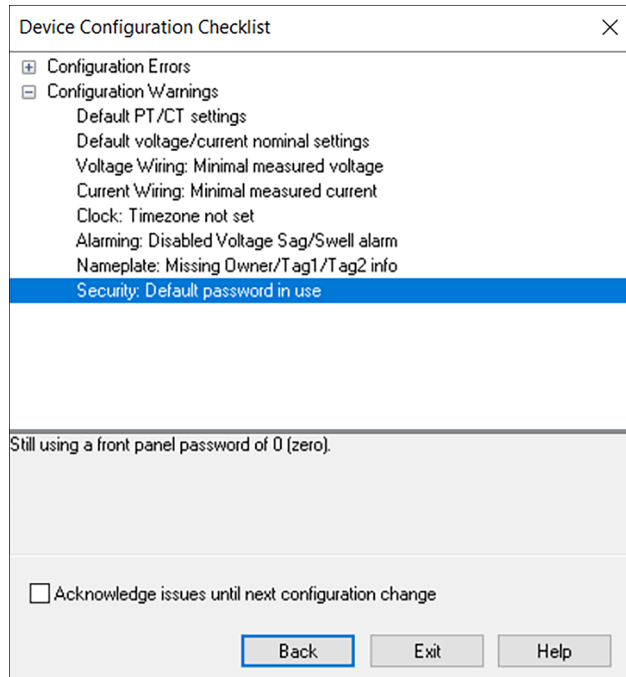 Device Configuration Checklist
Configuration Errors
Configuration Warnings
Default PT/CT settings
Default voltage/current nominal settings
Voltage Wiring: Minimal measured voltage
Current Wiring: Minimal measured current
Clock: Timezone not set
Alarming: Disabled Voltage Sag/Swell alarm
Nameplate: Missing Owner/Tag1/Tag2 info
Security: Default password in use
Still using a front panel password of 0 (zero).
Acknowledge issues until next configuration change
Back Exit Help